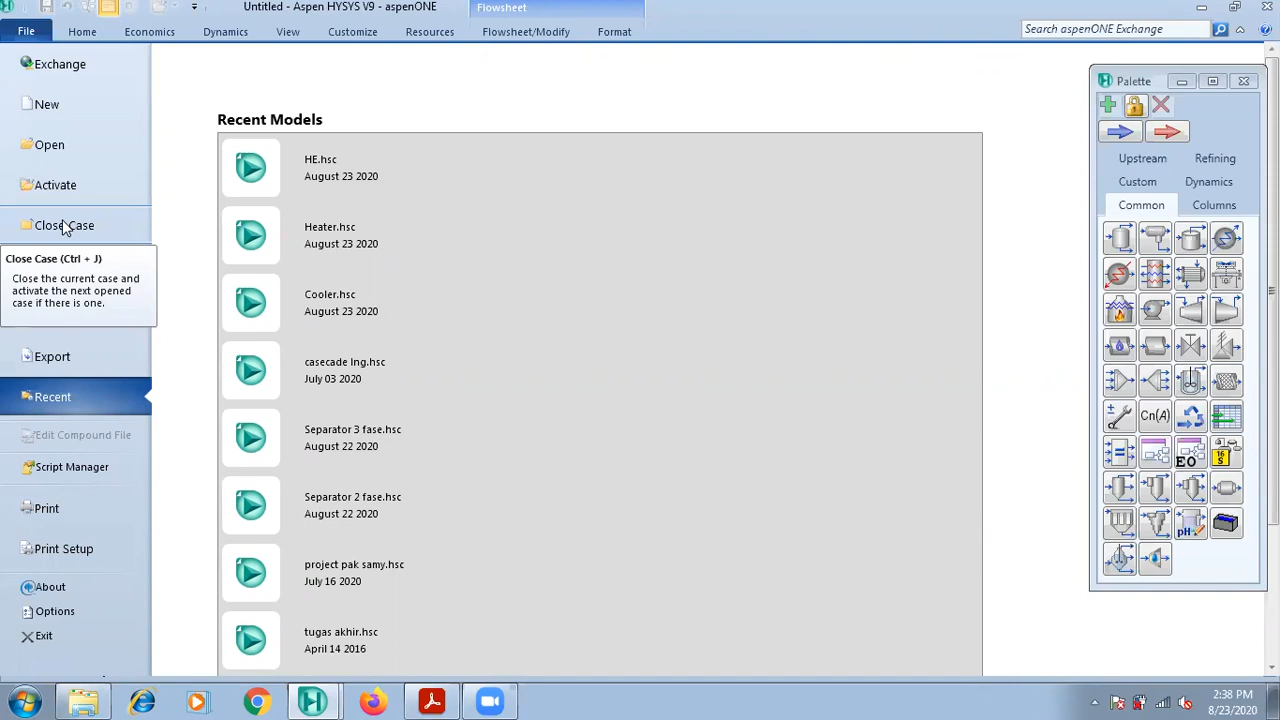 Untitled - Aspen HYSYS V9 - aspenONE
Flowsheet
File
Home
Economics
Dynamics
View
Customize
Resources
Flowsheet/Modify
Format
Search aspenONE Exchange
Exchange
New
Open
Activate
Close Case
Close Case (Ctrl + J)
Close the current case and
activate the next opened
case if there is one.
Export
Recent
Edit Compound File
Script Manager
Print
Print Setup
About
Options
Exit
Recent Models
HE.hsc
August 23 2020
Heater.hsc
August 23 2020
Cooler.hsc
August 23 2020
casecade lng.hsc
July 03 2020
Separator 3 fase.hsc
August 22 2020
Separator 2 fase.hsc
August 22 2020
project pak samy.hsc
July 16 2020
tugas akhir.hsc
April 14 2016
Palette
Upstream
Refining
Custom
Dynamics
Common
Columns
Cn(A)
EO
16
S
pH
2:38 PM
8/23/2020